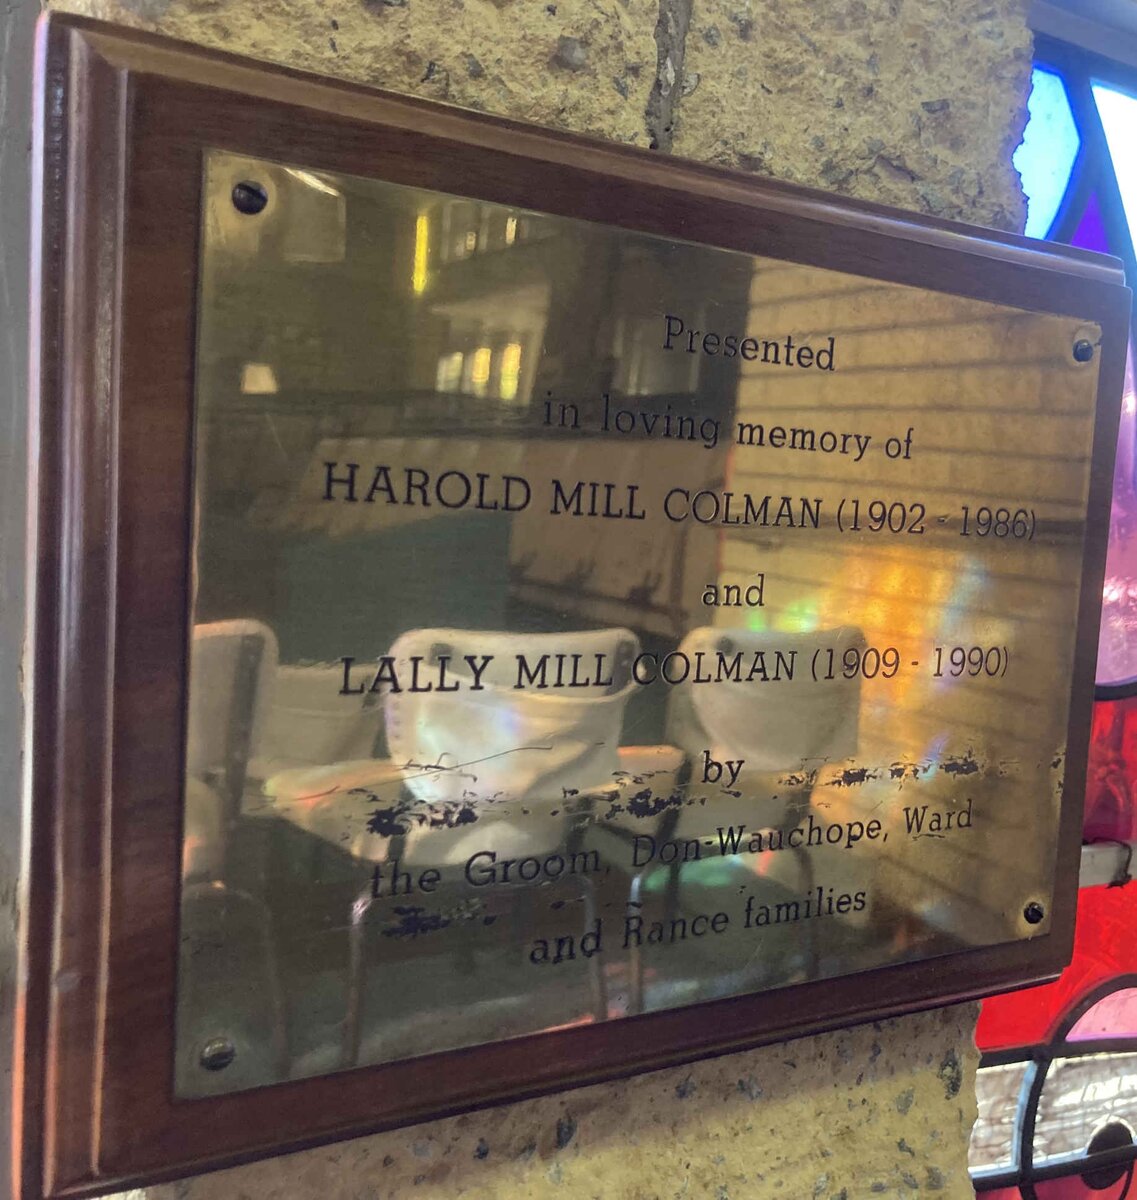 Presented
in loving memory of
HAROLD MILL COLMAN (1902 - 1986)
and
LALLY MILL COLMAN (1909 - 1990)
by
the Groom, Don-Wauchope, Ward
and Rance families